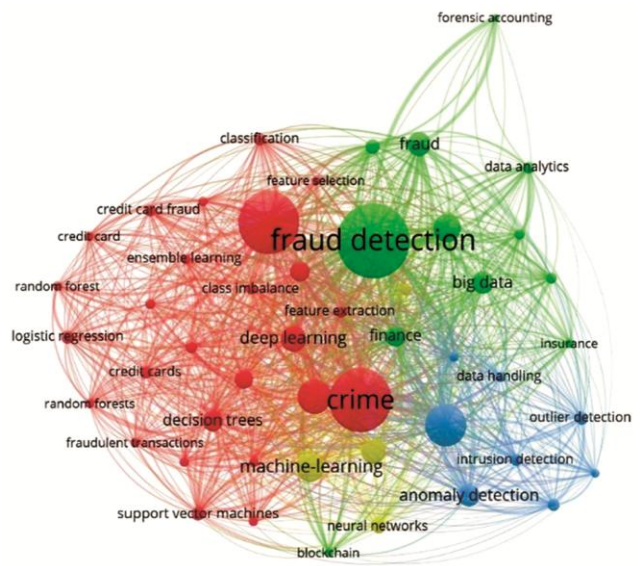 forensic accounting
classification
fraud
data analytics
feature selection
credit card fraud
credit card
fraud detection
ensemble learning
random forest
class imbalance
big data
feature extraction
logistic regression
deep learning
finance
insurance
credit cards
data handling
random forests
crime
decision trees
outlier detection
fraudulent transactions
machine-learning
intrusion detection
anomaly detection
support vector machines
neural networks
blockchain